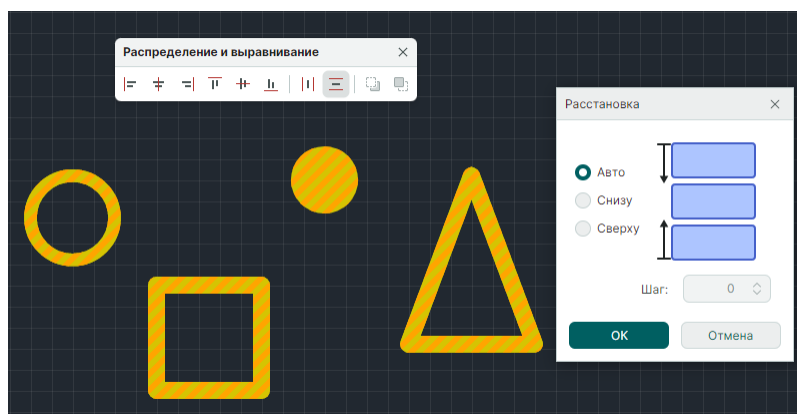 Распределение и выравнивание
Расстановка
Авто
Снизу
Сверху
Шаг: 0
ОК Отмена